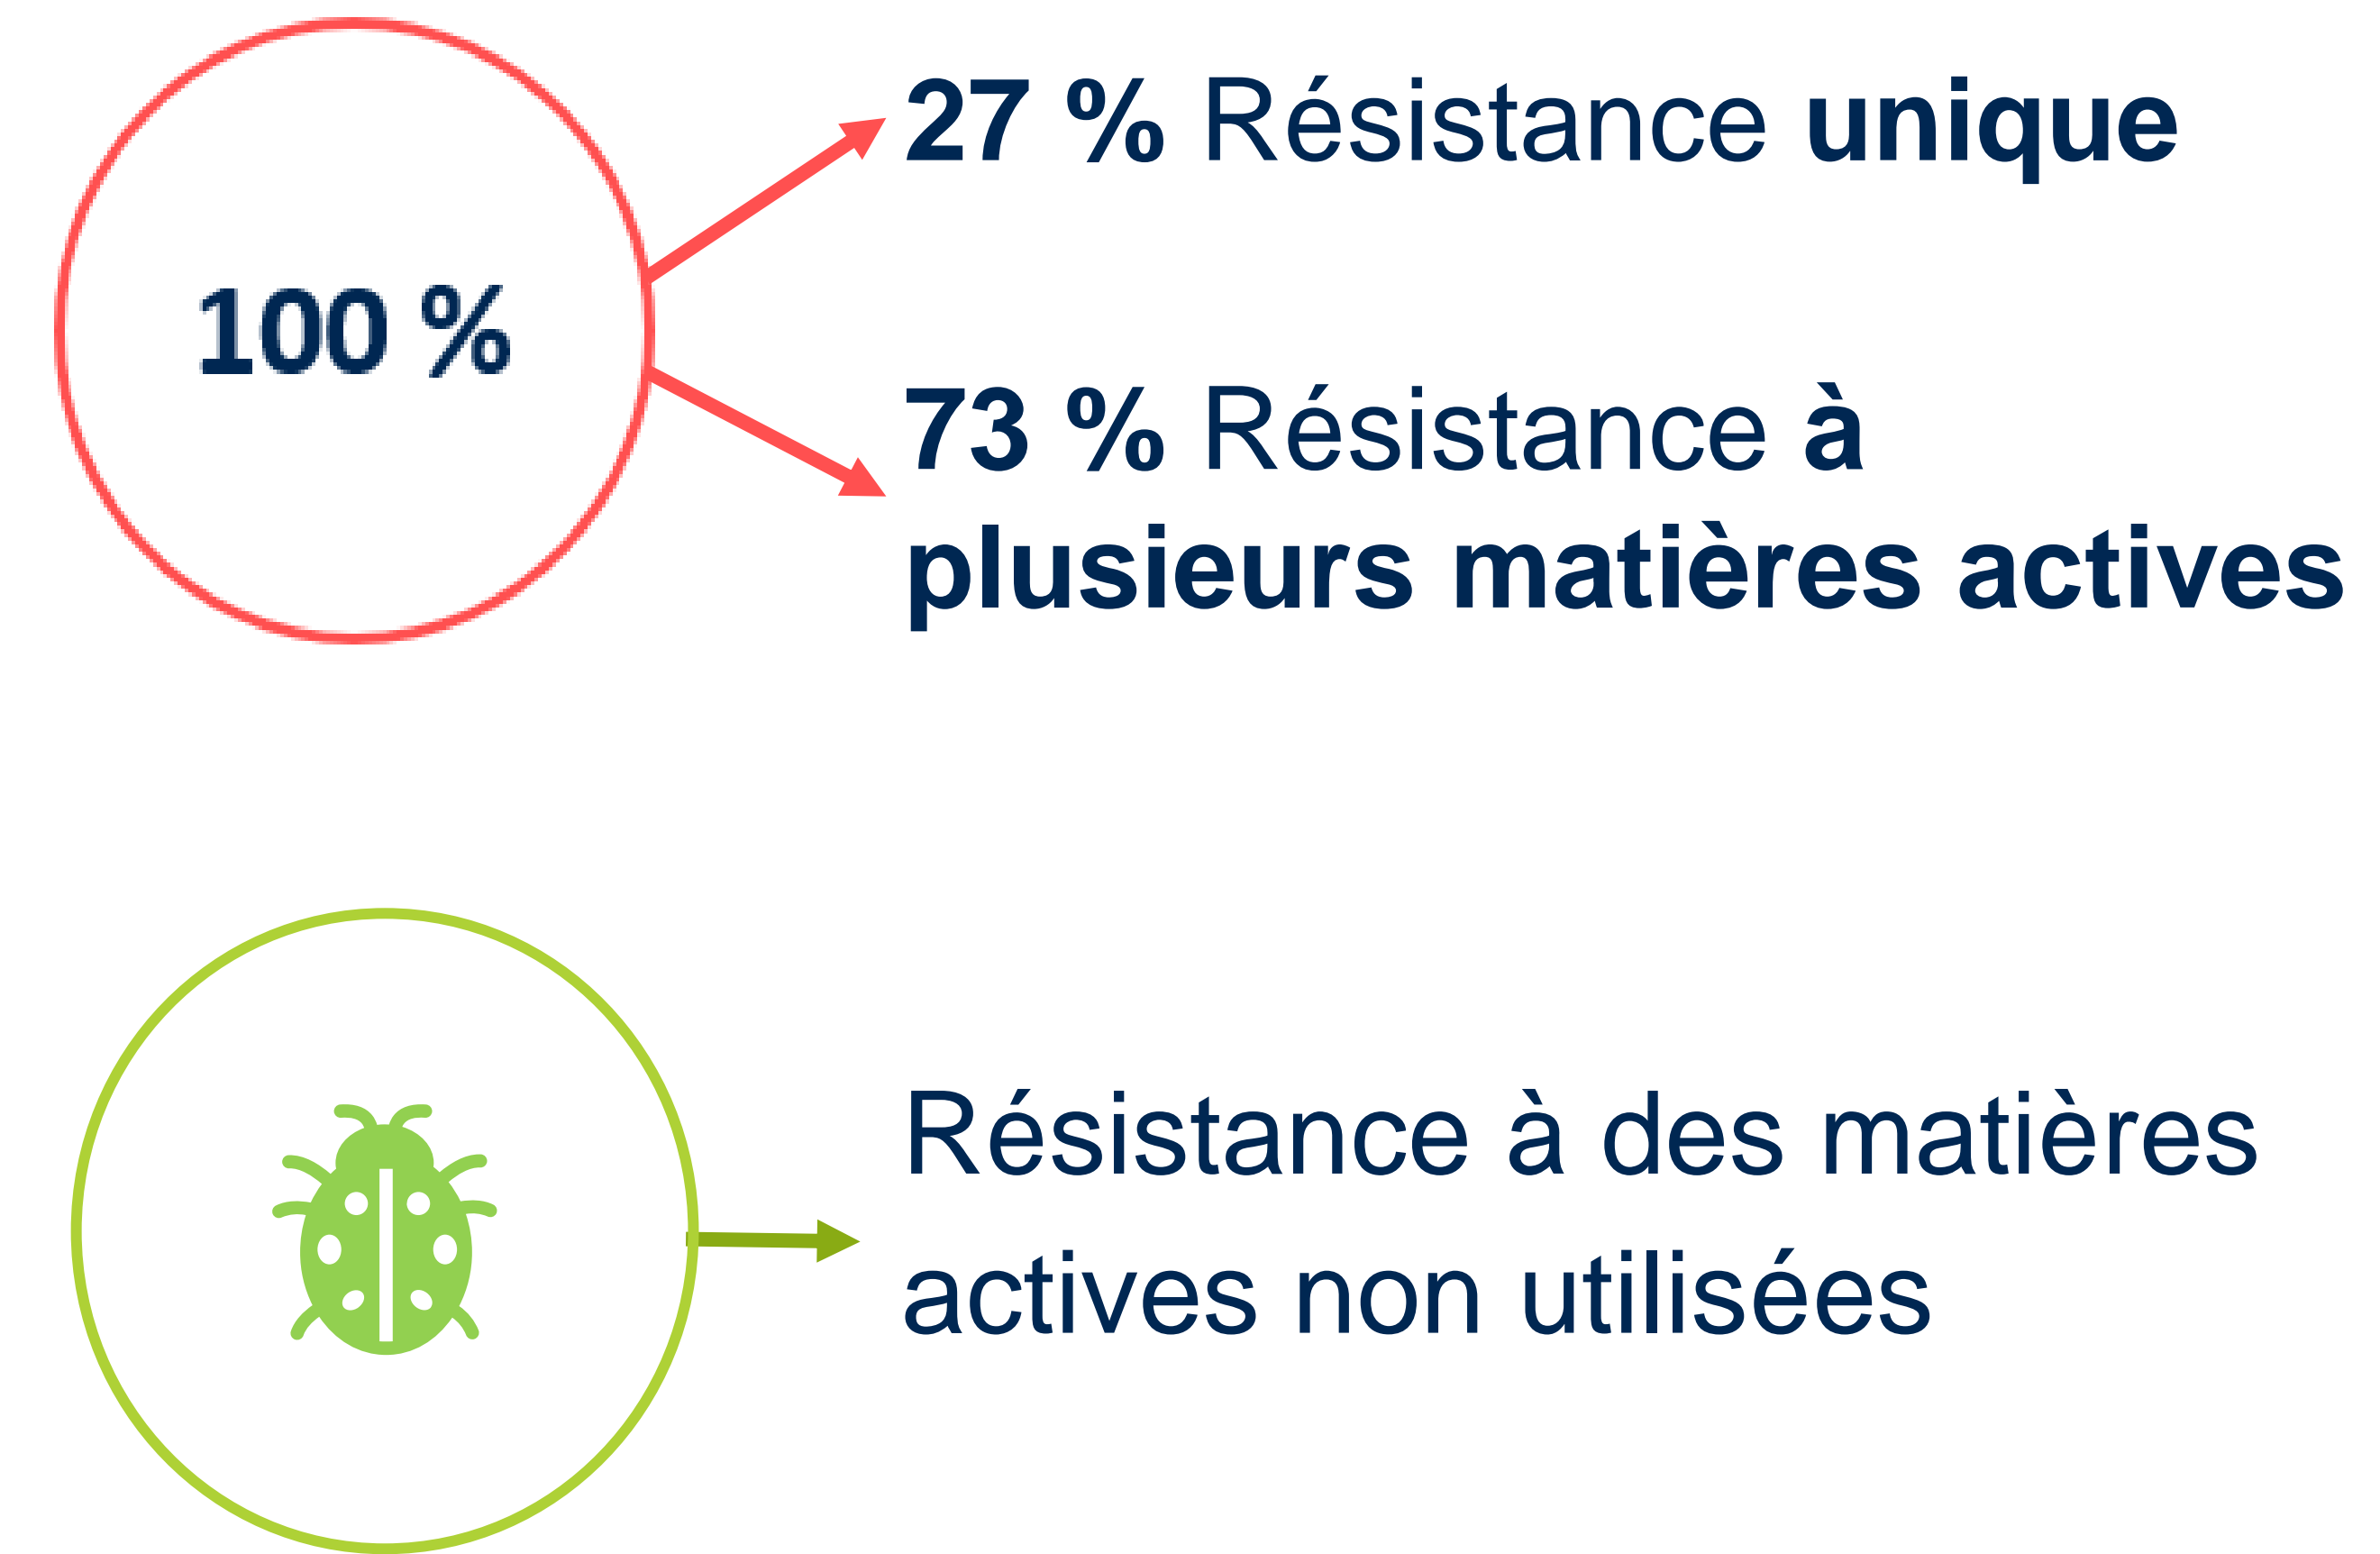 100 %
27 % Résistance unique
73 % Résistance à
plusieurs matières actives
Résistance à des matières
actives non utilisées